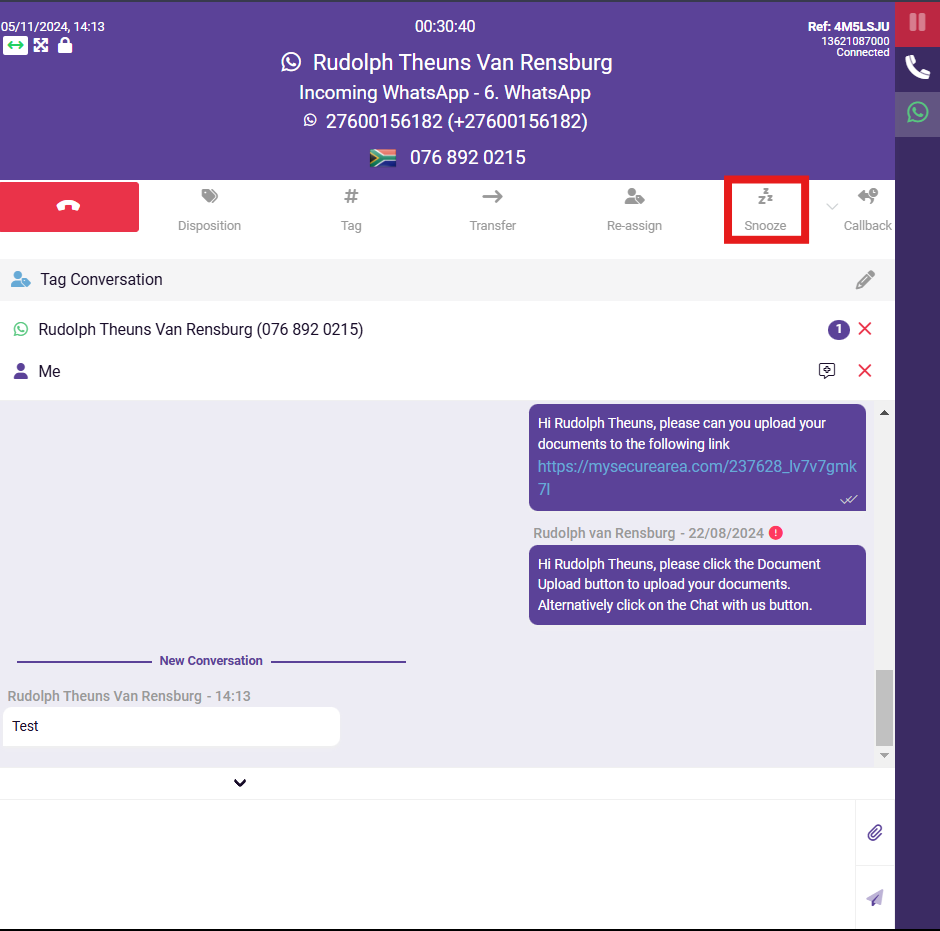 05/11/2024, 14:13
00:30:40
Ref: 4M5LSJU
13621087000
Connected
Rudolph Theuns Van Rensburg
Incoming WhatsApp - 6. WhatsApp
27600156182 (+27600156182)
076 892 0215
Disposition
Tag
Transfer
Re-assign
Snooze
Callback
Tag Conversation
Rudolph Theuns Van Rensburg (076 892 0215)
1
Me
Hi Rudolph Theuns, please can you upload your
documents to the following link
https://mysecurearea.com/237628_lv7v7gmk
7l
Rudolph van Rensburg - 22/08/2024
Hi Rudolph Theuns, please click the Document
Upload button to upload your documents.
Alternatively click on the Chat with us button.
New Conversation
Rudolph Theuns Van Rensburg - 14:13
Test